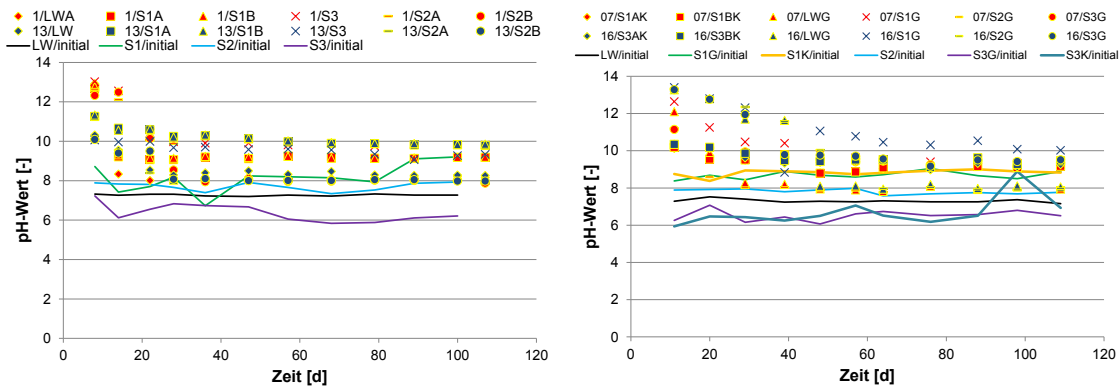 1/LWA 1/S1A 1/S1B 1/S3 1/S2A 1/S2B
13/LW 13/S1A 13/S1B 13/S3 13/S2A 13/S2B
LW/initial S1/initial S2/initial S3/initial
14
12
10
8
6
4
2
0
pH-Wert [-]
0 20 40 60 80 100 120
Zeit [d]
07/S1AK 07/S1BK 07/LWG 07/S1G 07/S2G 07/S3G
16/S3AK 16/S3BK 16/LWG 16/S1G 16/S2G 16/S3G
LW/initial S1G/initial S1K/initial S2/initial S3G/initial S3K/initial
14
12
10
8
6
4
2
0
pH-Wert [-]
0 20 40 60 80 100 120
Zeit [d]